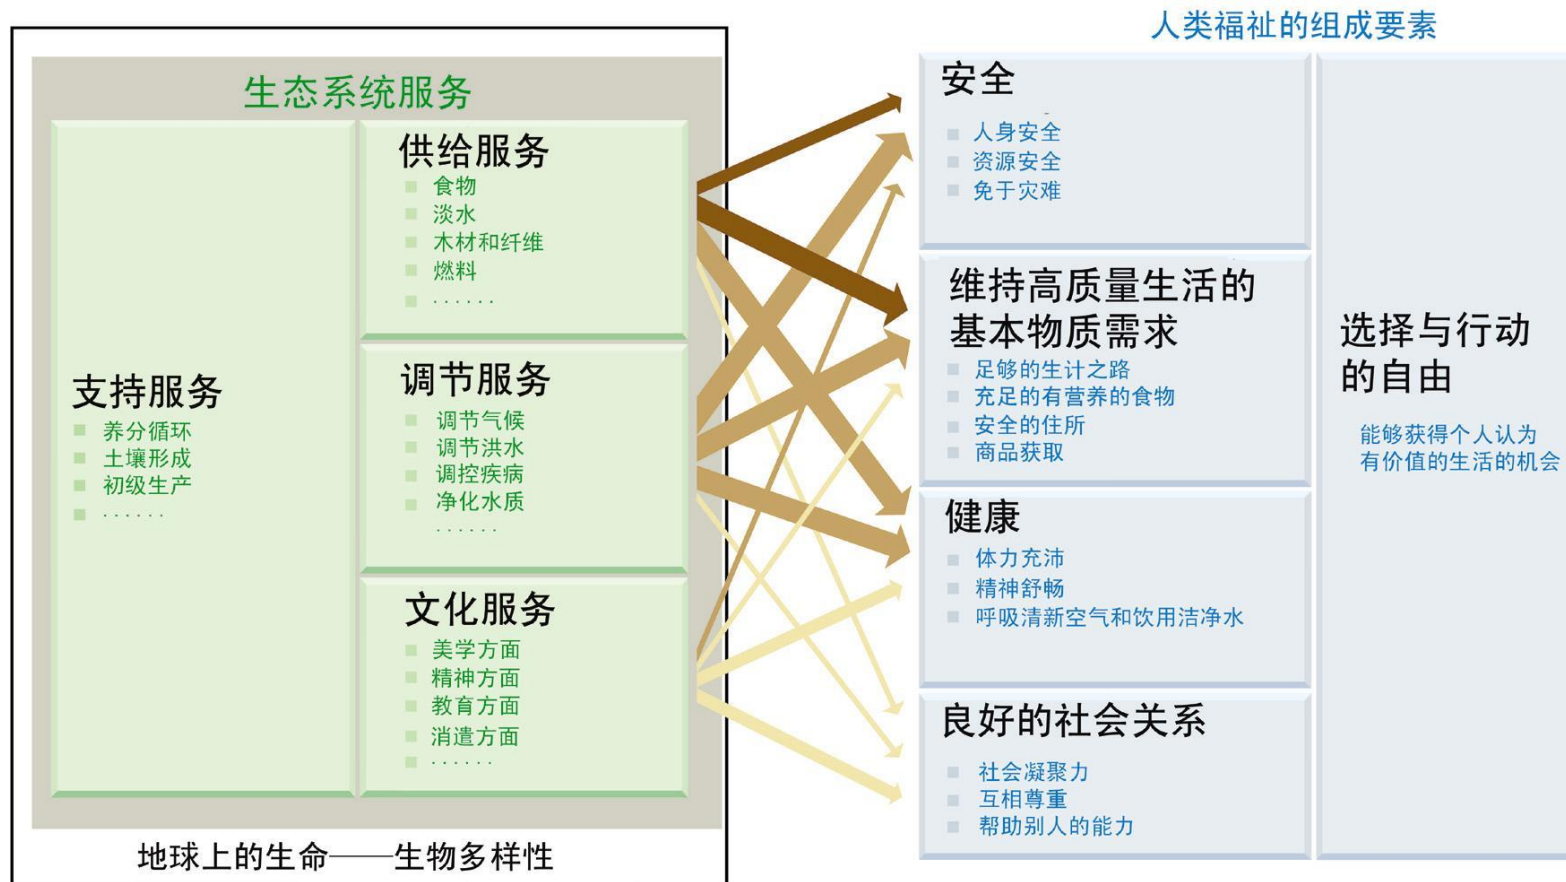 人类福祉的组成要素
生态系统服务
支持服务
养分循环
土壤形成
初级生产
······
供给服务
食物
淡水
木材和纤维
燃料
······
调节服务
调节气候
调节洪水
调控疾病
净化水质
······
文化服务
美学方面
精神方面
教育方面
消遣方面
······
地球上的生命——生物多样性
安全
人身安全
资源安全
免于灾难
维持高质量生活的
基本物质需求
足够的生计之路
充足的有营养的食物
安全的住所
商品获取
健康
体力充沛
精神舒畅
呼吸清新空气和饮用洁净水
良好的社会关系
社会凝聚力
互相尊重
帮助别人的能力
选择与行动
的自由
能够获得个人认为
有价值的生活的机会